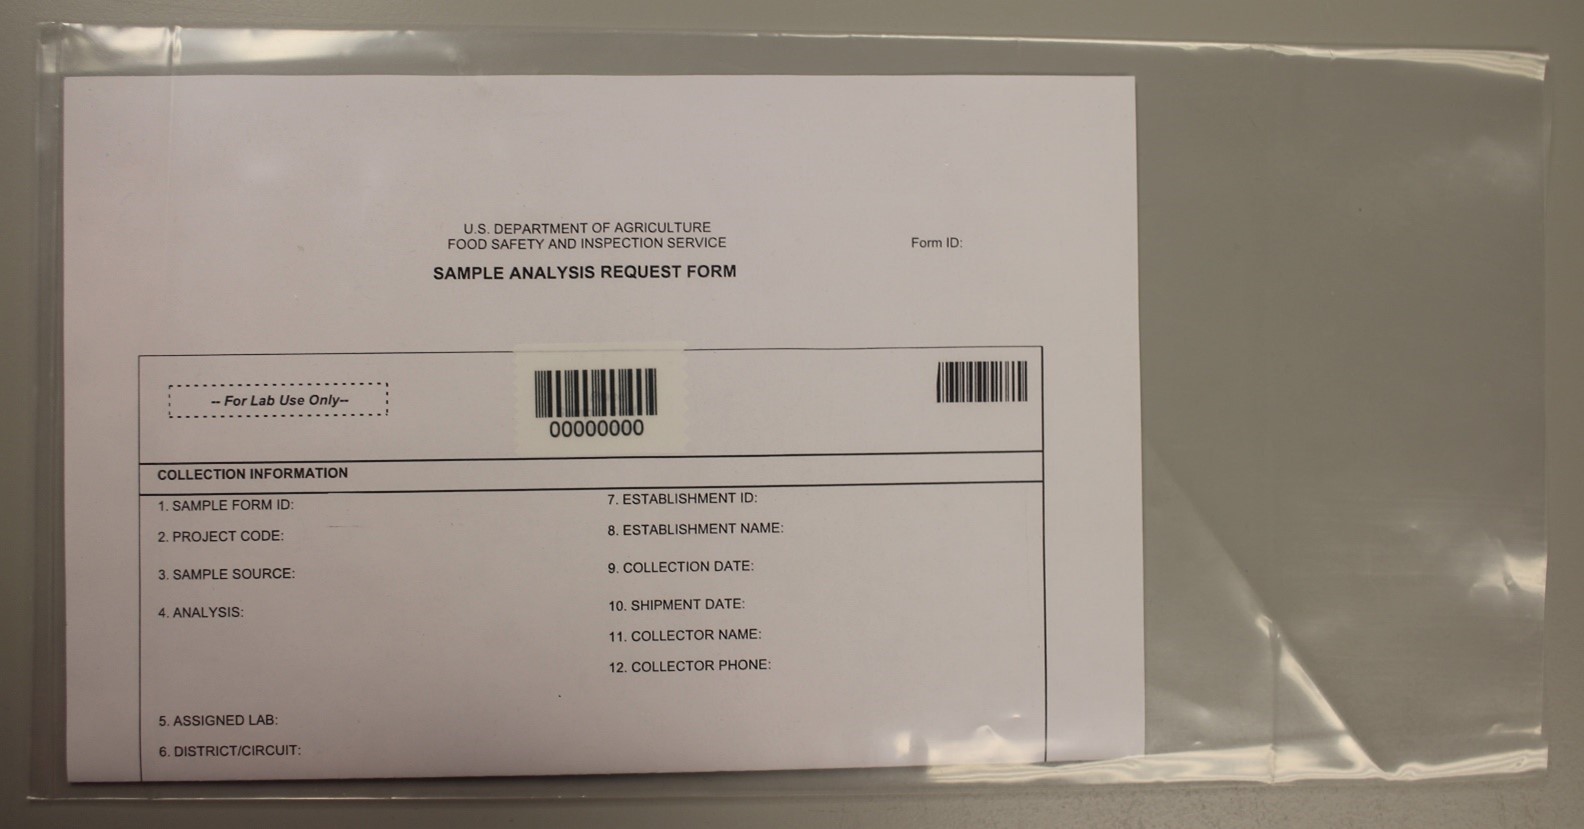 U.S. DEPARTMENT OF AGRICULTURE
FOOD SAFETY AND INSPECTION SERVICE
Form ID:
SAMPLE ANALYSIS REQUEST FORM
-- For Lab Use Only--
00000000
COLLECTION INFORMATION
1. SAMPLE FORM ID:
2. PROJECT CODE:
3. SAMPLE SOURCE:
4. ANALYSIS:
5. ASSIGNED LAB:
6. DISTRICT/CIRCUIT:
7. ESTABLISHMENT ID:
8. ESTABLISHMENT NAME:
9. COLLECTION DATE:
10. SHIPMENT DATE:
11. COLLECTOR NAME:
12. COLLECTOR PHONE: